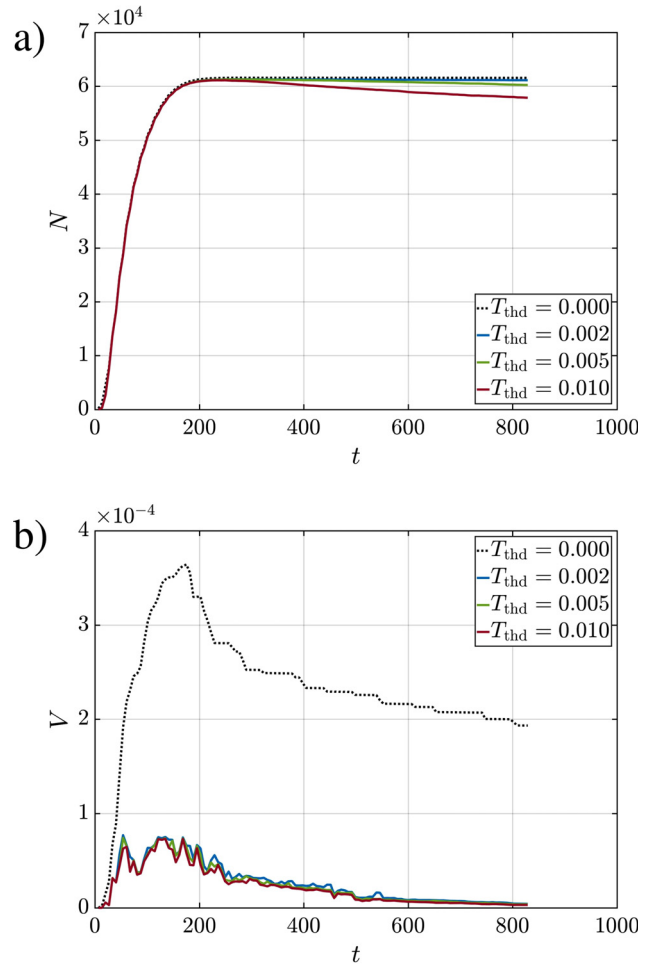 a)
×10⁴
7
6
5
4
3
2
1
0
N
0 200 400 600 800 1000
t
T_thd = 0.000
T_thd = 0.002
T_thd = 0.005
T_thd = 0.010
b)
×10⁻⁴
4
3
2
1
0
V
0 200 400 600 800 1000
t
T_thd = 0.000
T_thd = 0.002
T_thd = 0.005
T_thd = 0.010